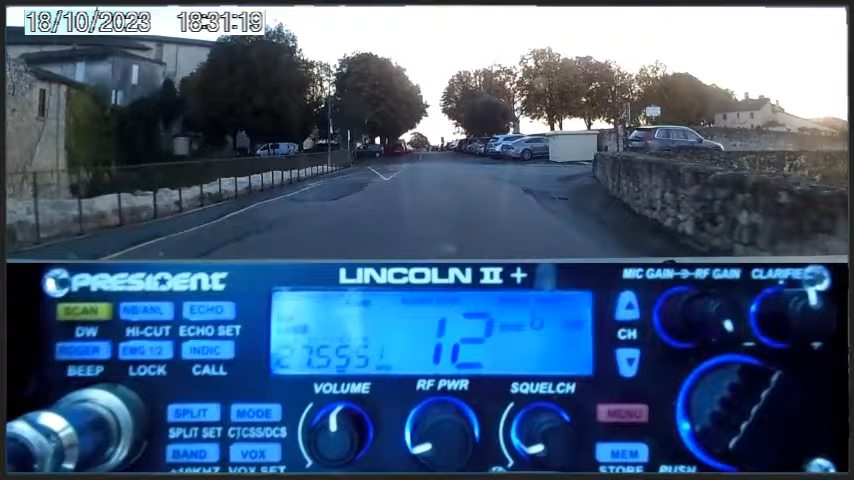 18/10/2023 18:31:19
PRESIDENT LINCOLN II + MIC GAIN RF GAIN CLARIFIER
SCAN NB/ANL ECHO
DW HI-CUT ECHO SET
ROGER EMG 1/2 INDIC
BEEP LOCK CALL
27.555
12
CH
VOLUME RF PWR SQUELCH
SPLIT MODE
SPLIT SET CTCSS/DCS
BAND VOX
+10KHZ VOX SET
MENU
MEM
STORE PUSH